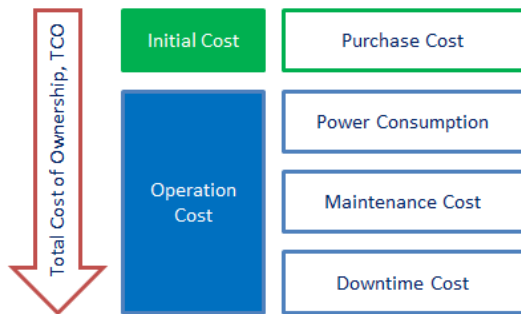 Total Cost of Ownership, TCO
Initial Cost
Purchase Cost
Operation
Cost
Power Consumption
Maintenance Cost
Downtime Cost